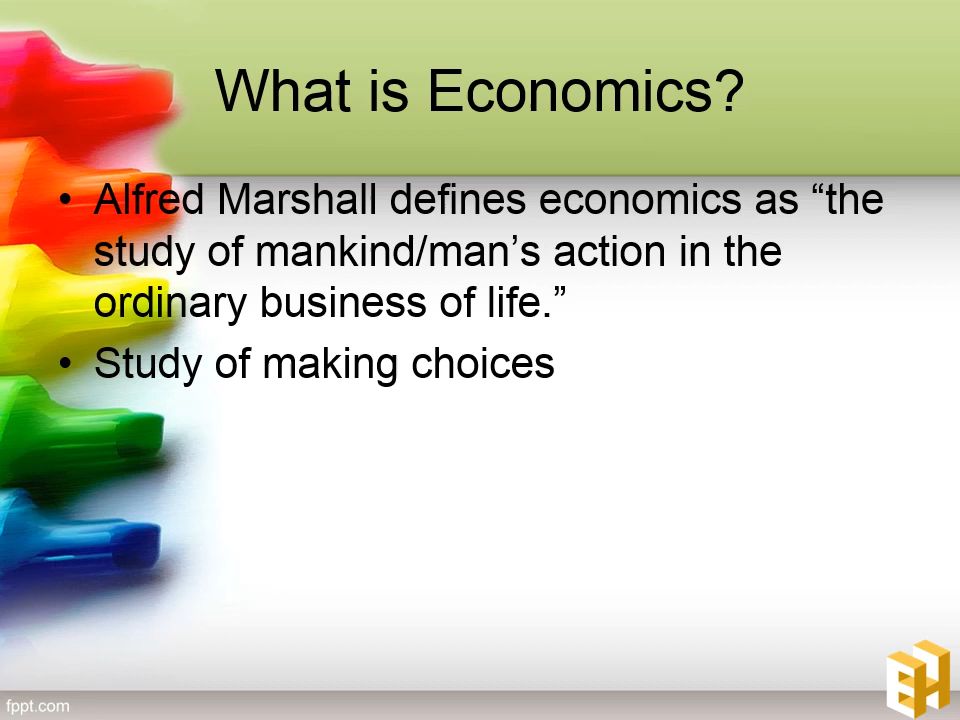 What is Economics?
• Alfred Marshall defines economics as “the
study of mankind/man’s action in the
ordinary business of life.”
• Study of making choices
fppt.com
EH